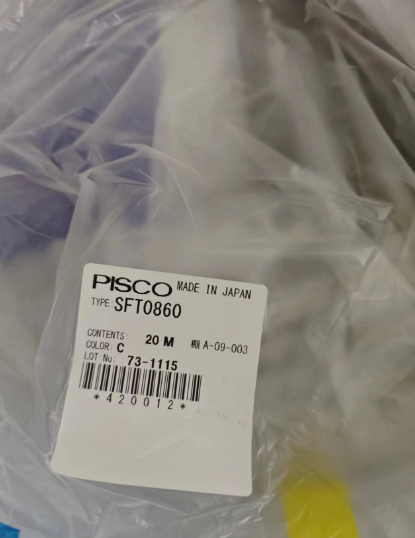 PISCO MADE IN JAPAN
TYPE: SFT0860
CONTENTS: 20 M 棚 A-09-003
COLOR: C
LOT No: 73-1115
*420012*